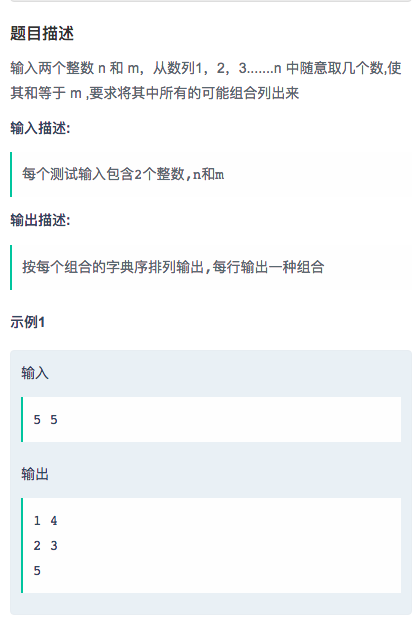 题目描述
输入两个整数 n 和 m，从数列1，2，3.......n 中随意取几个数,使
其和等于 m ,要求将其中所有的可能组合列出来
输入描述:
每个测试输入包含2个整数,n和m
输出描述:
按每个组合的字典序排列输出,每行输出一种组合
示例1
输入
5 5
输出
1 4
2 3
5